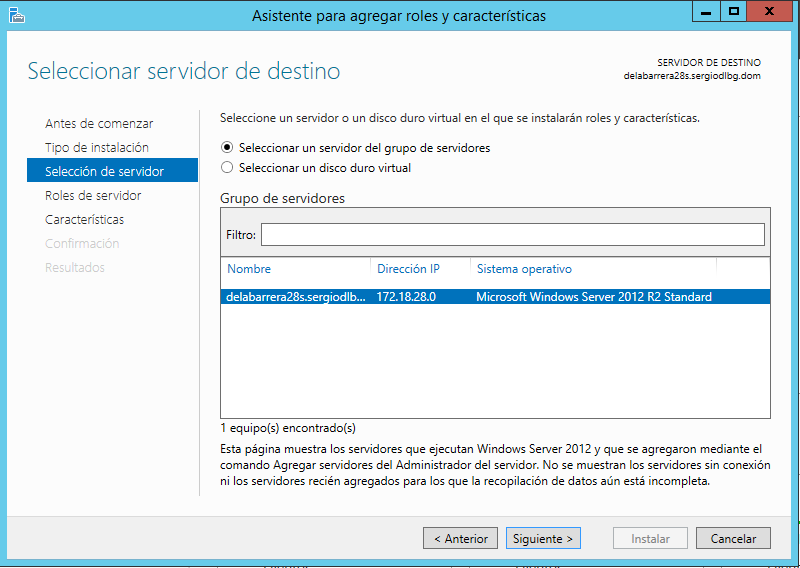 Asistente para agregar roles y características
Seleccionar servidor de destino
SERVIDOR DE DESTINO
delabarrera28s.sergiodlbg.dom
Antes de comenzar
Tipo de instalación
Selección de servidor
Roles de servidor
Características
Confirmación
Resultados
Seleccione un servidor o un disco duro virtual en el que se instalarán roles y características.
Seleccionar un servidor del grupo de servidores
Seleccionar un disco duro virtual
Grupo de servidores
Filtro:
Nombre Dirección IP Sistema operativo
delabarrera28s.sergiodlb... 172.18.28.0 Microsoft Windows Server 2012 R2 Standard
1 equipo(s) encontrado(s)
Esta página muestra los servidores que ejecutan Windows Server 2012 y que se agregaron mediante el
comando Agregar servidores del Administrador del servidor. No se muestran los servidores sin conexión
ni los servidores recién agregados para los que la recopilación de datos aún está incompleta.
< Anterior Siguiente > Instalar Cancelar